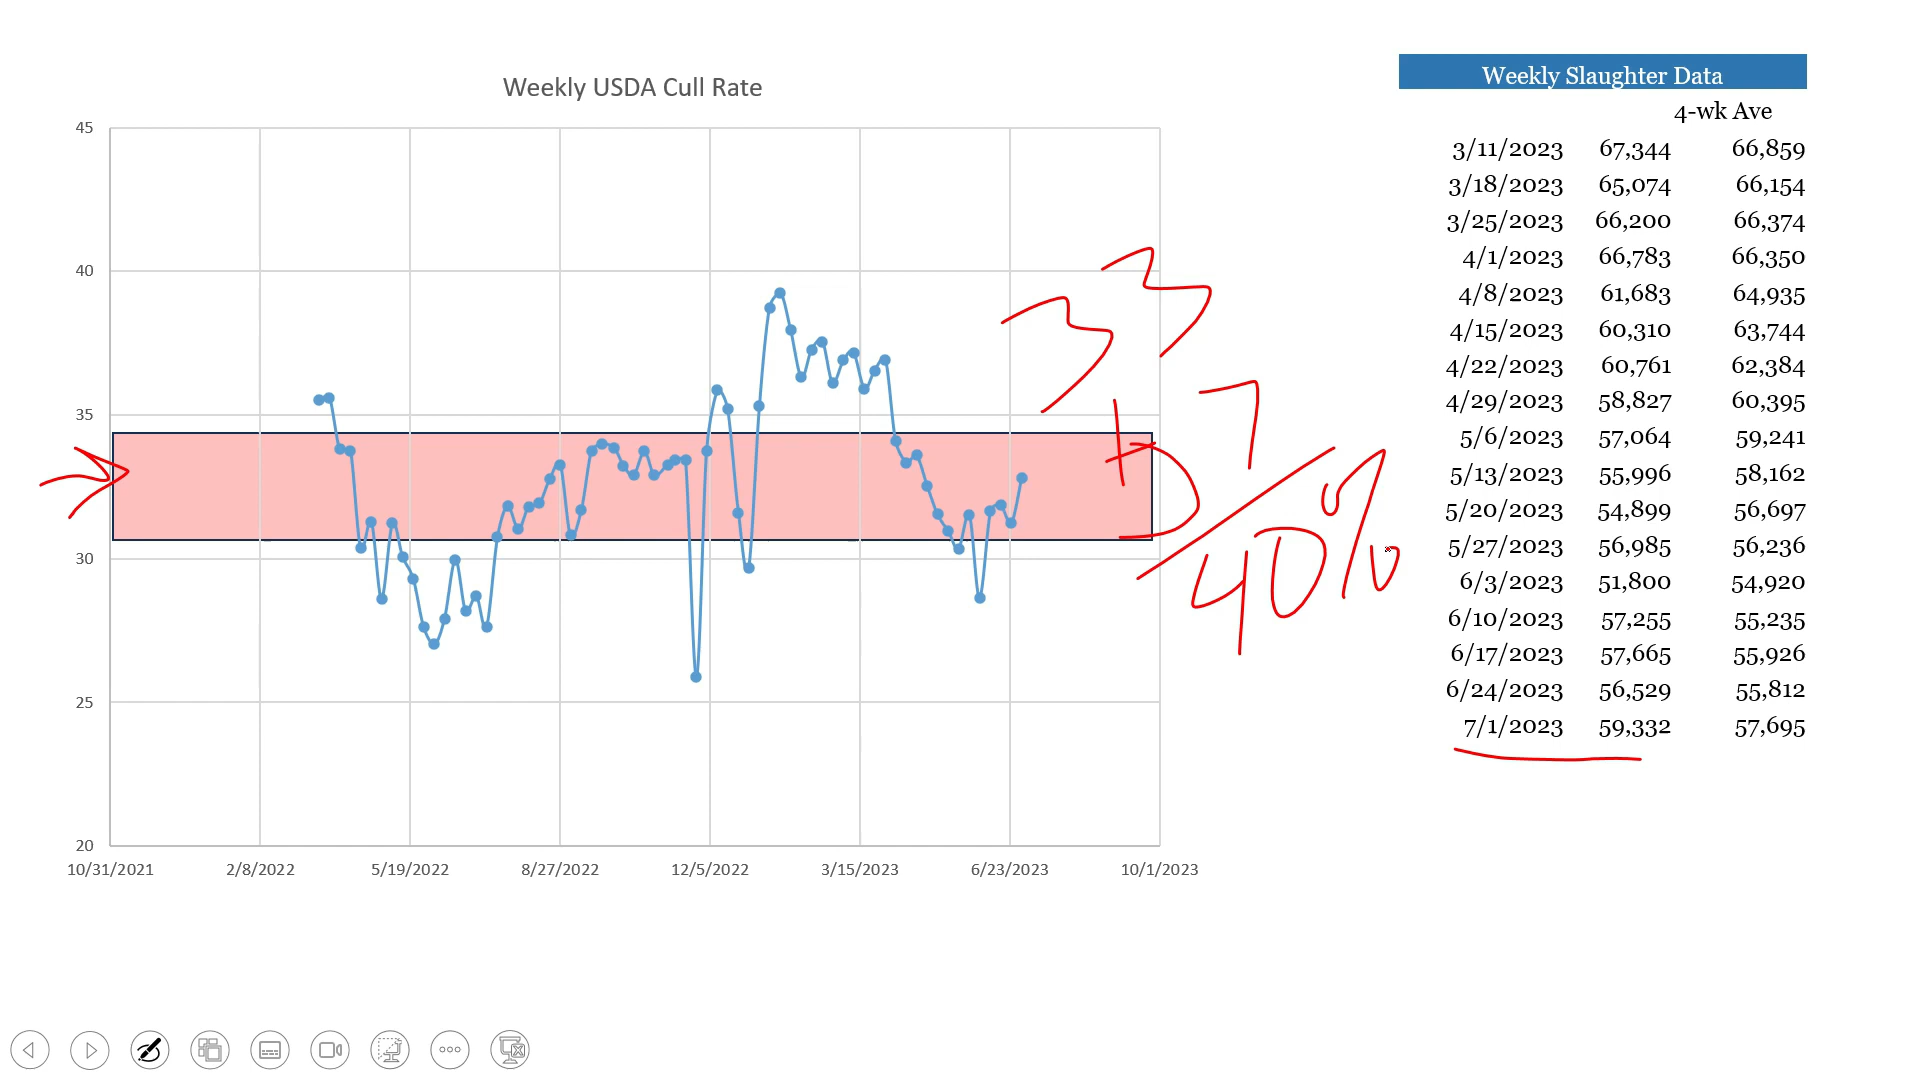 Weekly USDA Cull Rate
45
40
35
30
25
20
10/31/2021 2/8/2022 5/19/2022 8/27/2022 12/5/2022 3/15/2023 6/23/2023 10/1/2023
33
+ 7
40%
Weekly Slaughter Data
4-wk Ave
3/11/2023 67,344 66,859
3/18/2023 65,074 66,154
3/25/2023 66,200 66,374
4/1/2023 66,783 66,350
4/8/2023 61,683 64,935
4/15/2023 60,310 63,744
4/22/2023 60,761 62,384
4/29/2023 58,827 60,395
5/6/2023 57,064 59,241
5/13/2023 55,996 58,162
5/20/2023 54,899 56,697
5/27/2023 56,985 56,236
6/3/2023 51,800 54,920
6/10/2023 57,255 55,235
6/17/2023 57,665 55,926
6/24/2023 56,529 55,812
7/1/2023 59,332 57,695